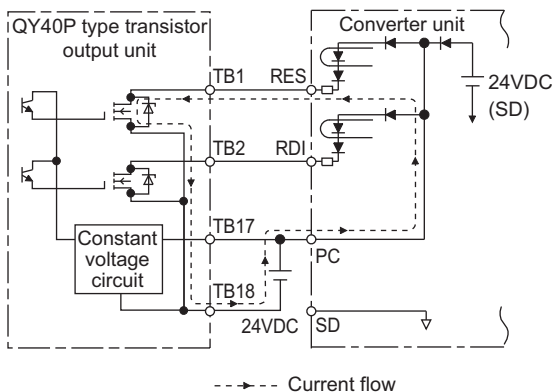 QY40P type transistor
output unit
Converter unit
TB1
RES
24VDC
(SD)
TB2
RDI
TB17
Constant
voltage
circuit
PC
TB18
24VDC
SD
Current flow